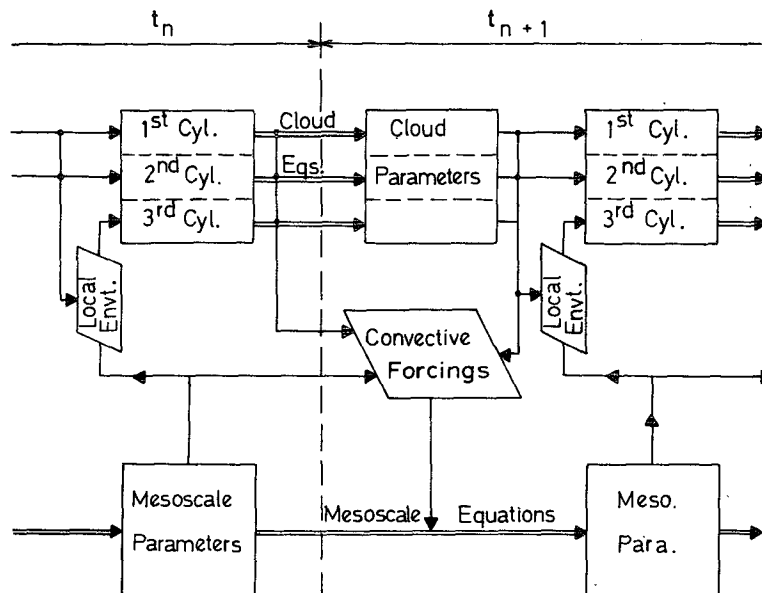 t_n
t_{n+1}
1st Cyl.
2nd Cyl.
3rd Cyl.
Cloud
Eqs.
Cloud
Parameters
1st Cyl.
2nd Cyl.
3rd Cyl.
Local
Envt.
Convective
Forcings
Local
Envt.
Mesoscale
Parameters
Mesoscale Equations
Meso.
Para.